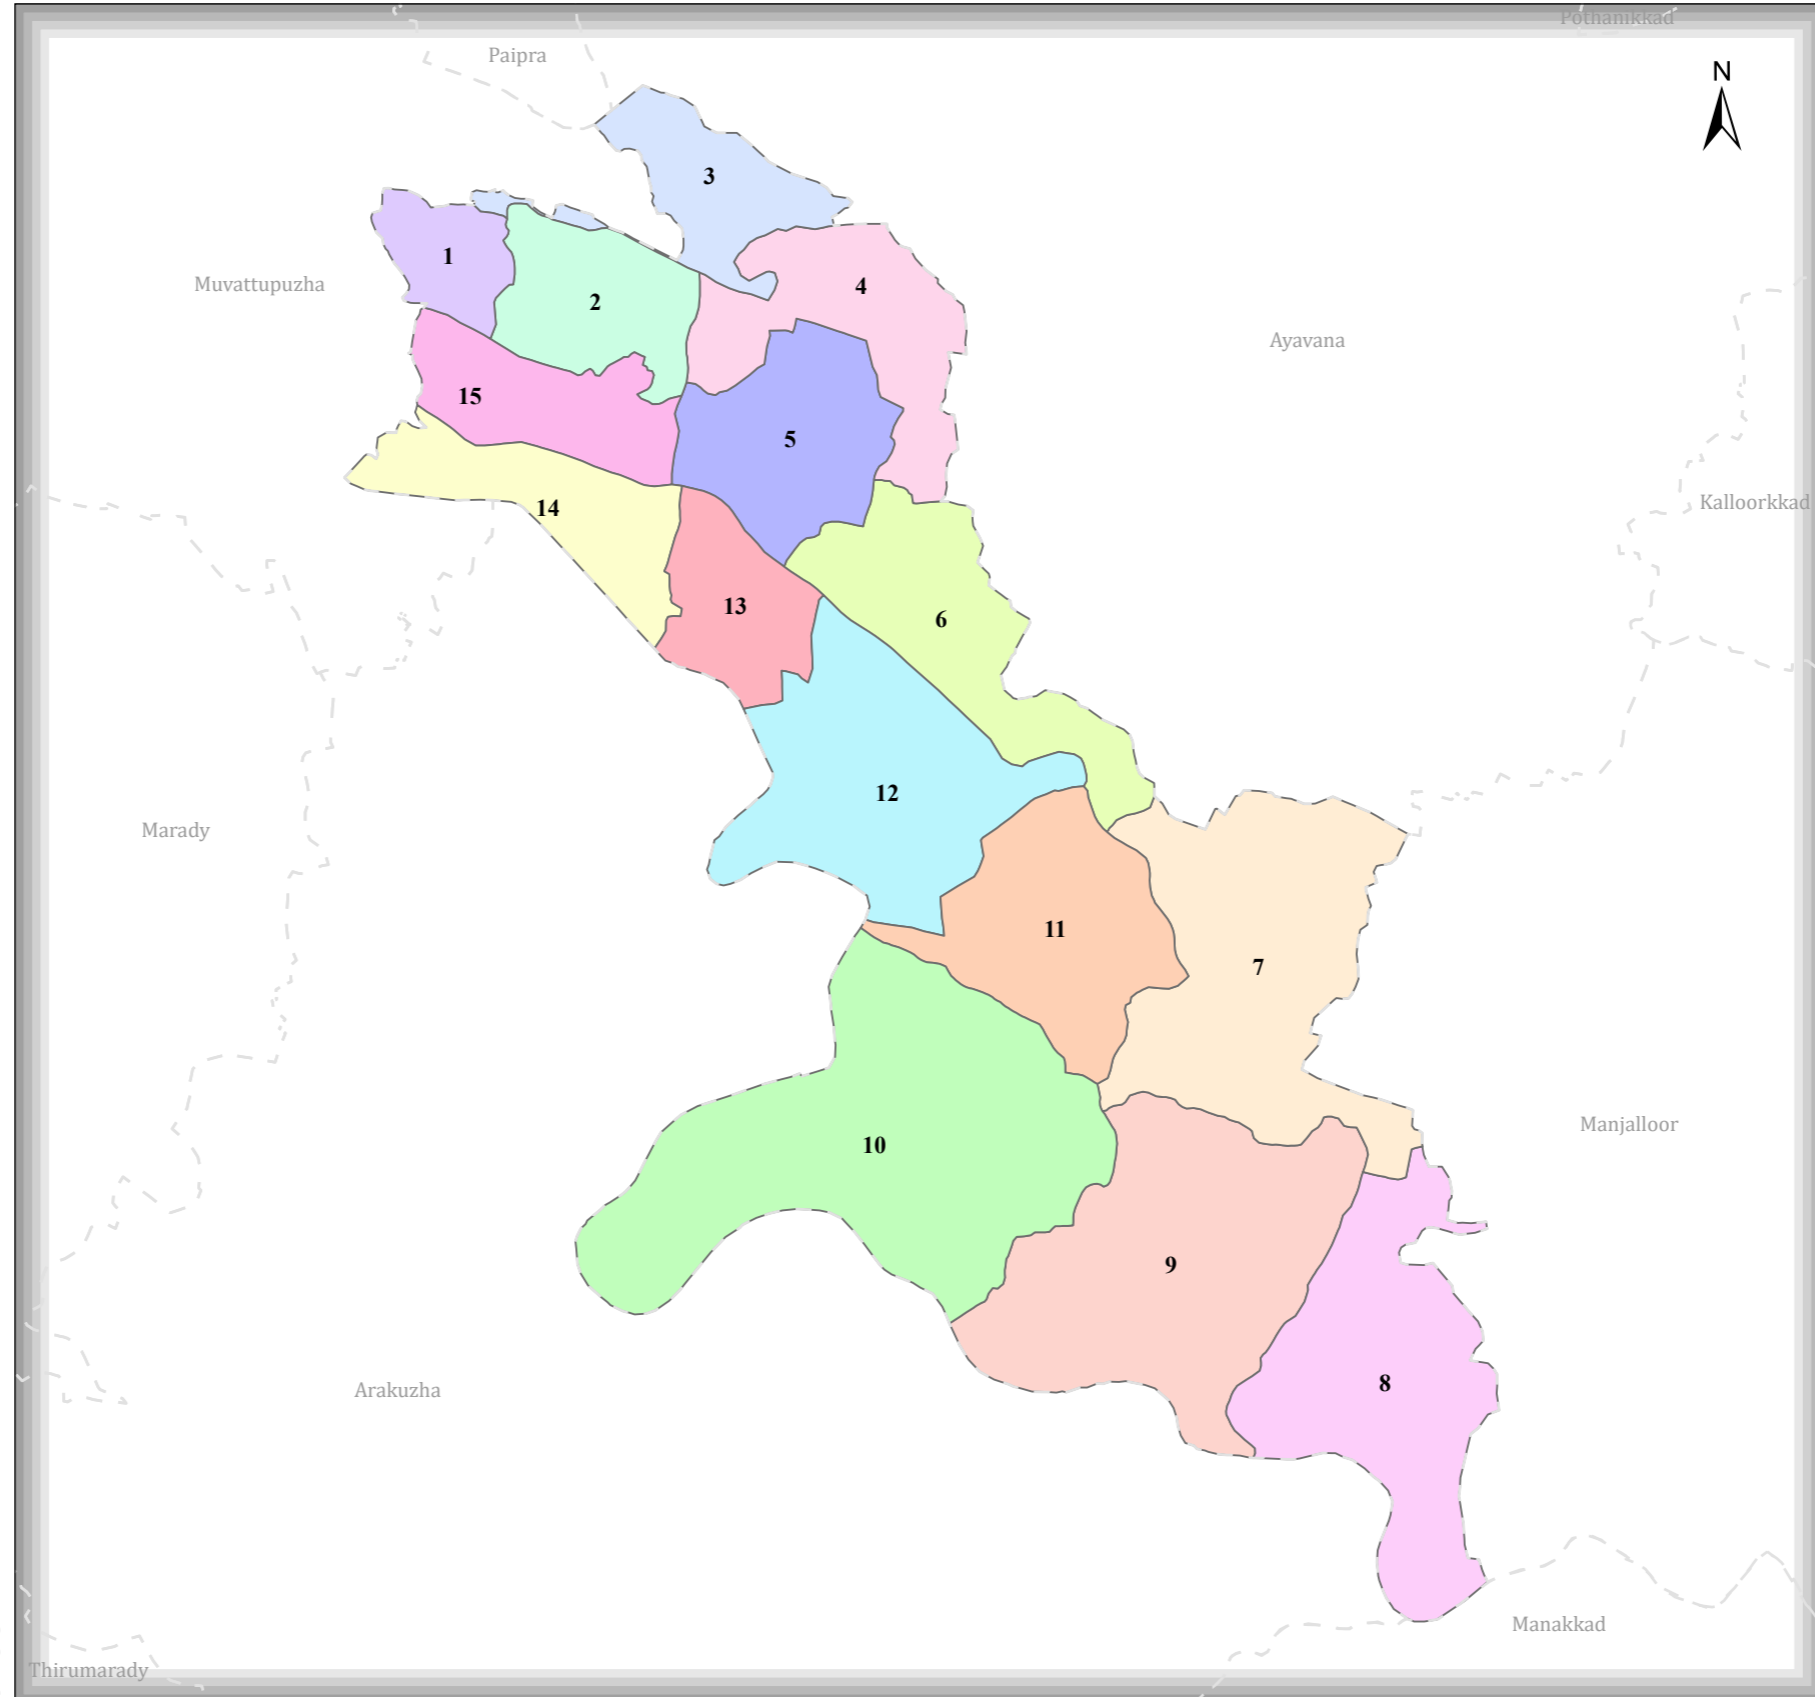 Pothanikkad
Paipra
N
3
1
Muvattupuzha
2
4
Ayavana
15
5
Kalloorkkad
14
13
6
12
Marady
11
7
10
Manjalloor
9
8
Arakuzha
Manakkad
Thirumarady